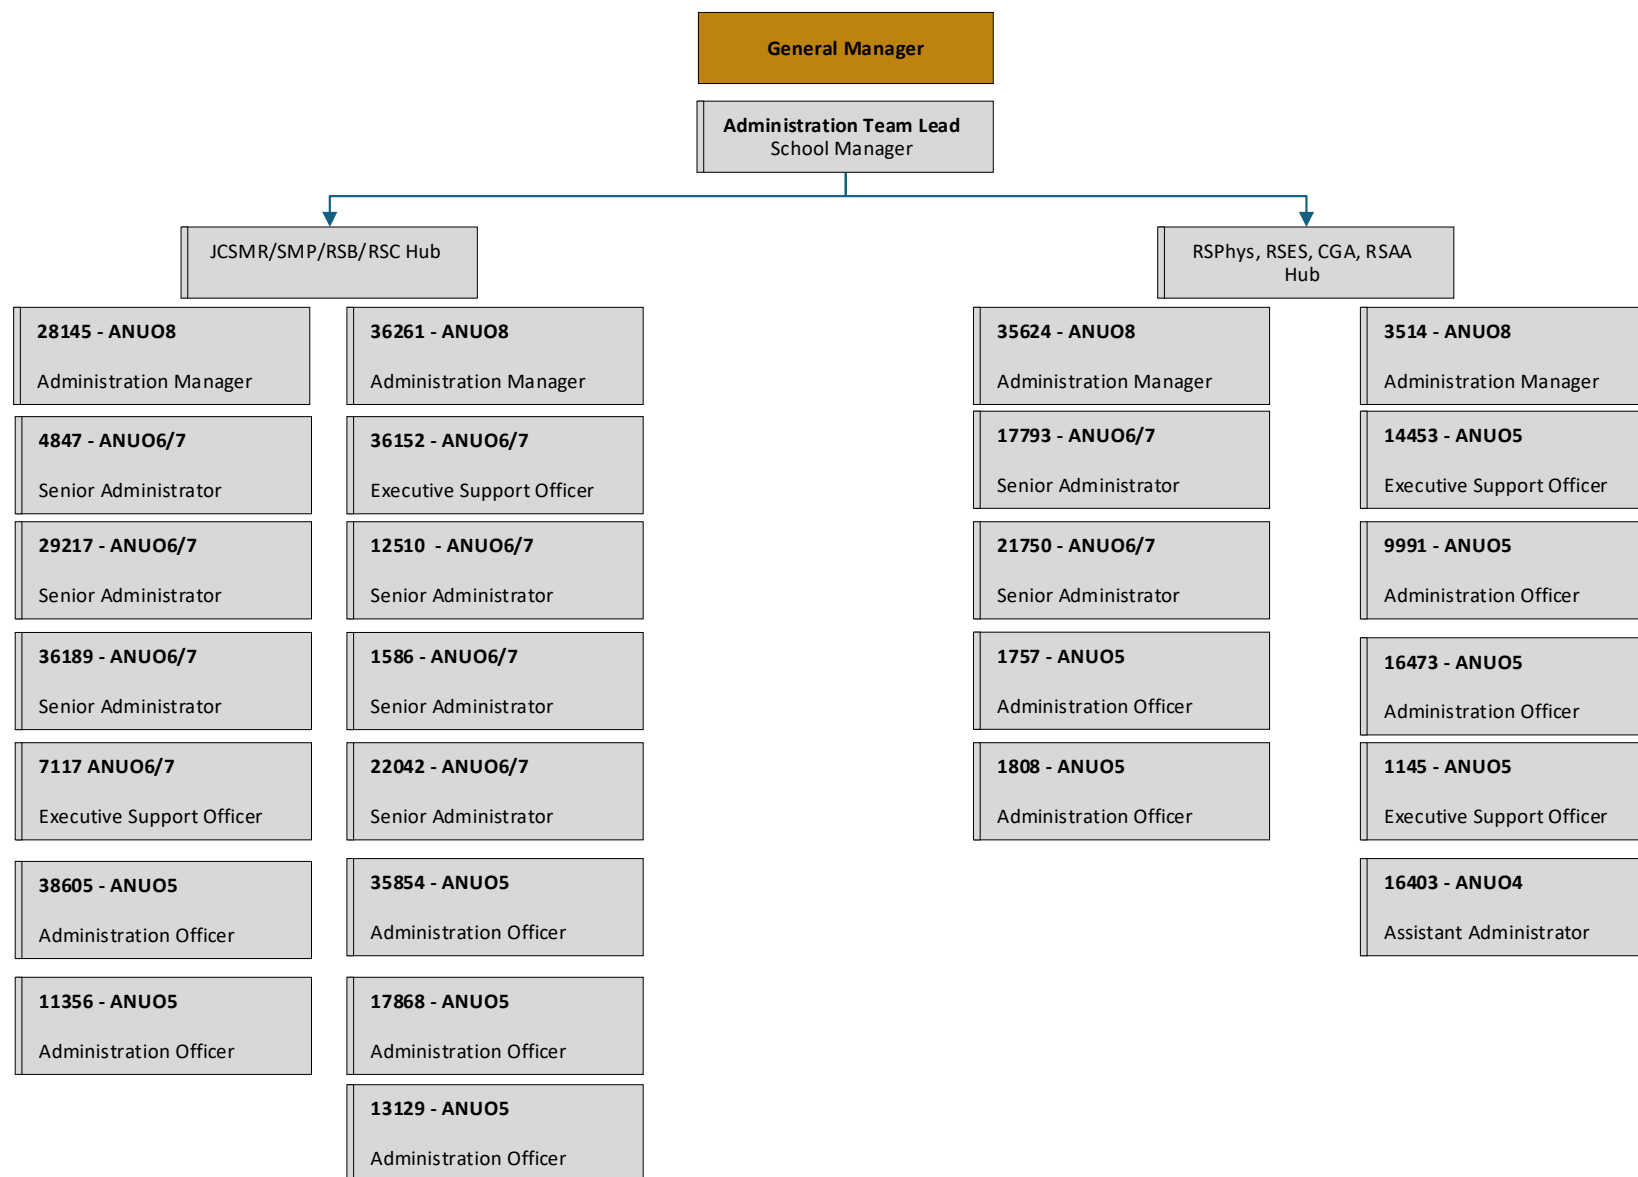 General Manager
Administration Team Lead
School Manager
JCSMR/SMP/RSB/RSC Hub
28145 - ANUO8
Administration Manager
4847 - ANUO6/7
Senior Administrator
29217 - ANUO6/7
Senior Administrator
36189 - ANUO6/7
Senior Administrator
7117 ANUO6/7
Executive Support Officer
38605 - ANUO5
Administration Officer
11356 - ANUO5
Administration Officer
36261 - ANUO8
Administration Manager
36152 - ANUO6/7
Executive Support Officer
12510  - ANUO6/7
Senior Administrator
1586 - ANUO6/7
Senior Administrator
22042 - ANUO6/7
Senior Administrator
35854 - ANUO5
Administration Officer
17868 - ANUO5
Administration Officer
13129 - ANUO5
Administration Officer
RSPhys, RSES, CGA, RSAA
Hub
35624 - ANUO8
Administration Manager
17793 - ANUO6/7
Senior Administrator
21750 - ANUO6/7
Senior Administrator
1757 - ANUO5
Administration Officer
1808 - ANUO5
Administration Officer
3514 - ANUO8
Administration Manager
14453 - ANUO5
Executive Support Officer
9991 - ANUO5
Administration Officer
16473 - ANUO5
Administration Officer
1145 - ANUO5
Executive Support Officer
16403 - ANUO4
Assistant Administrator